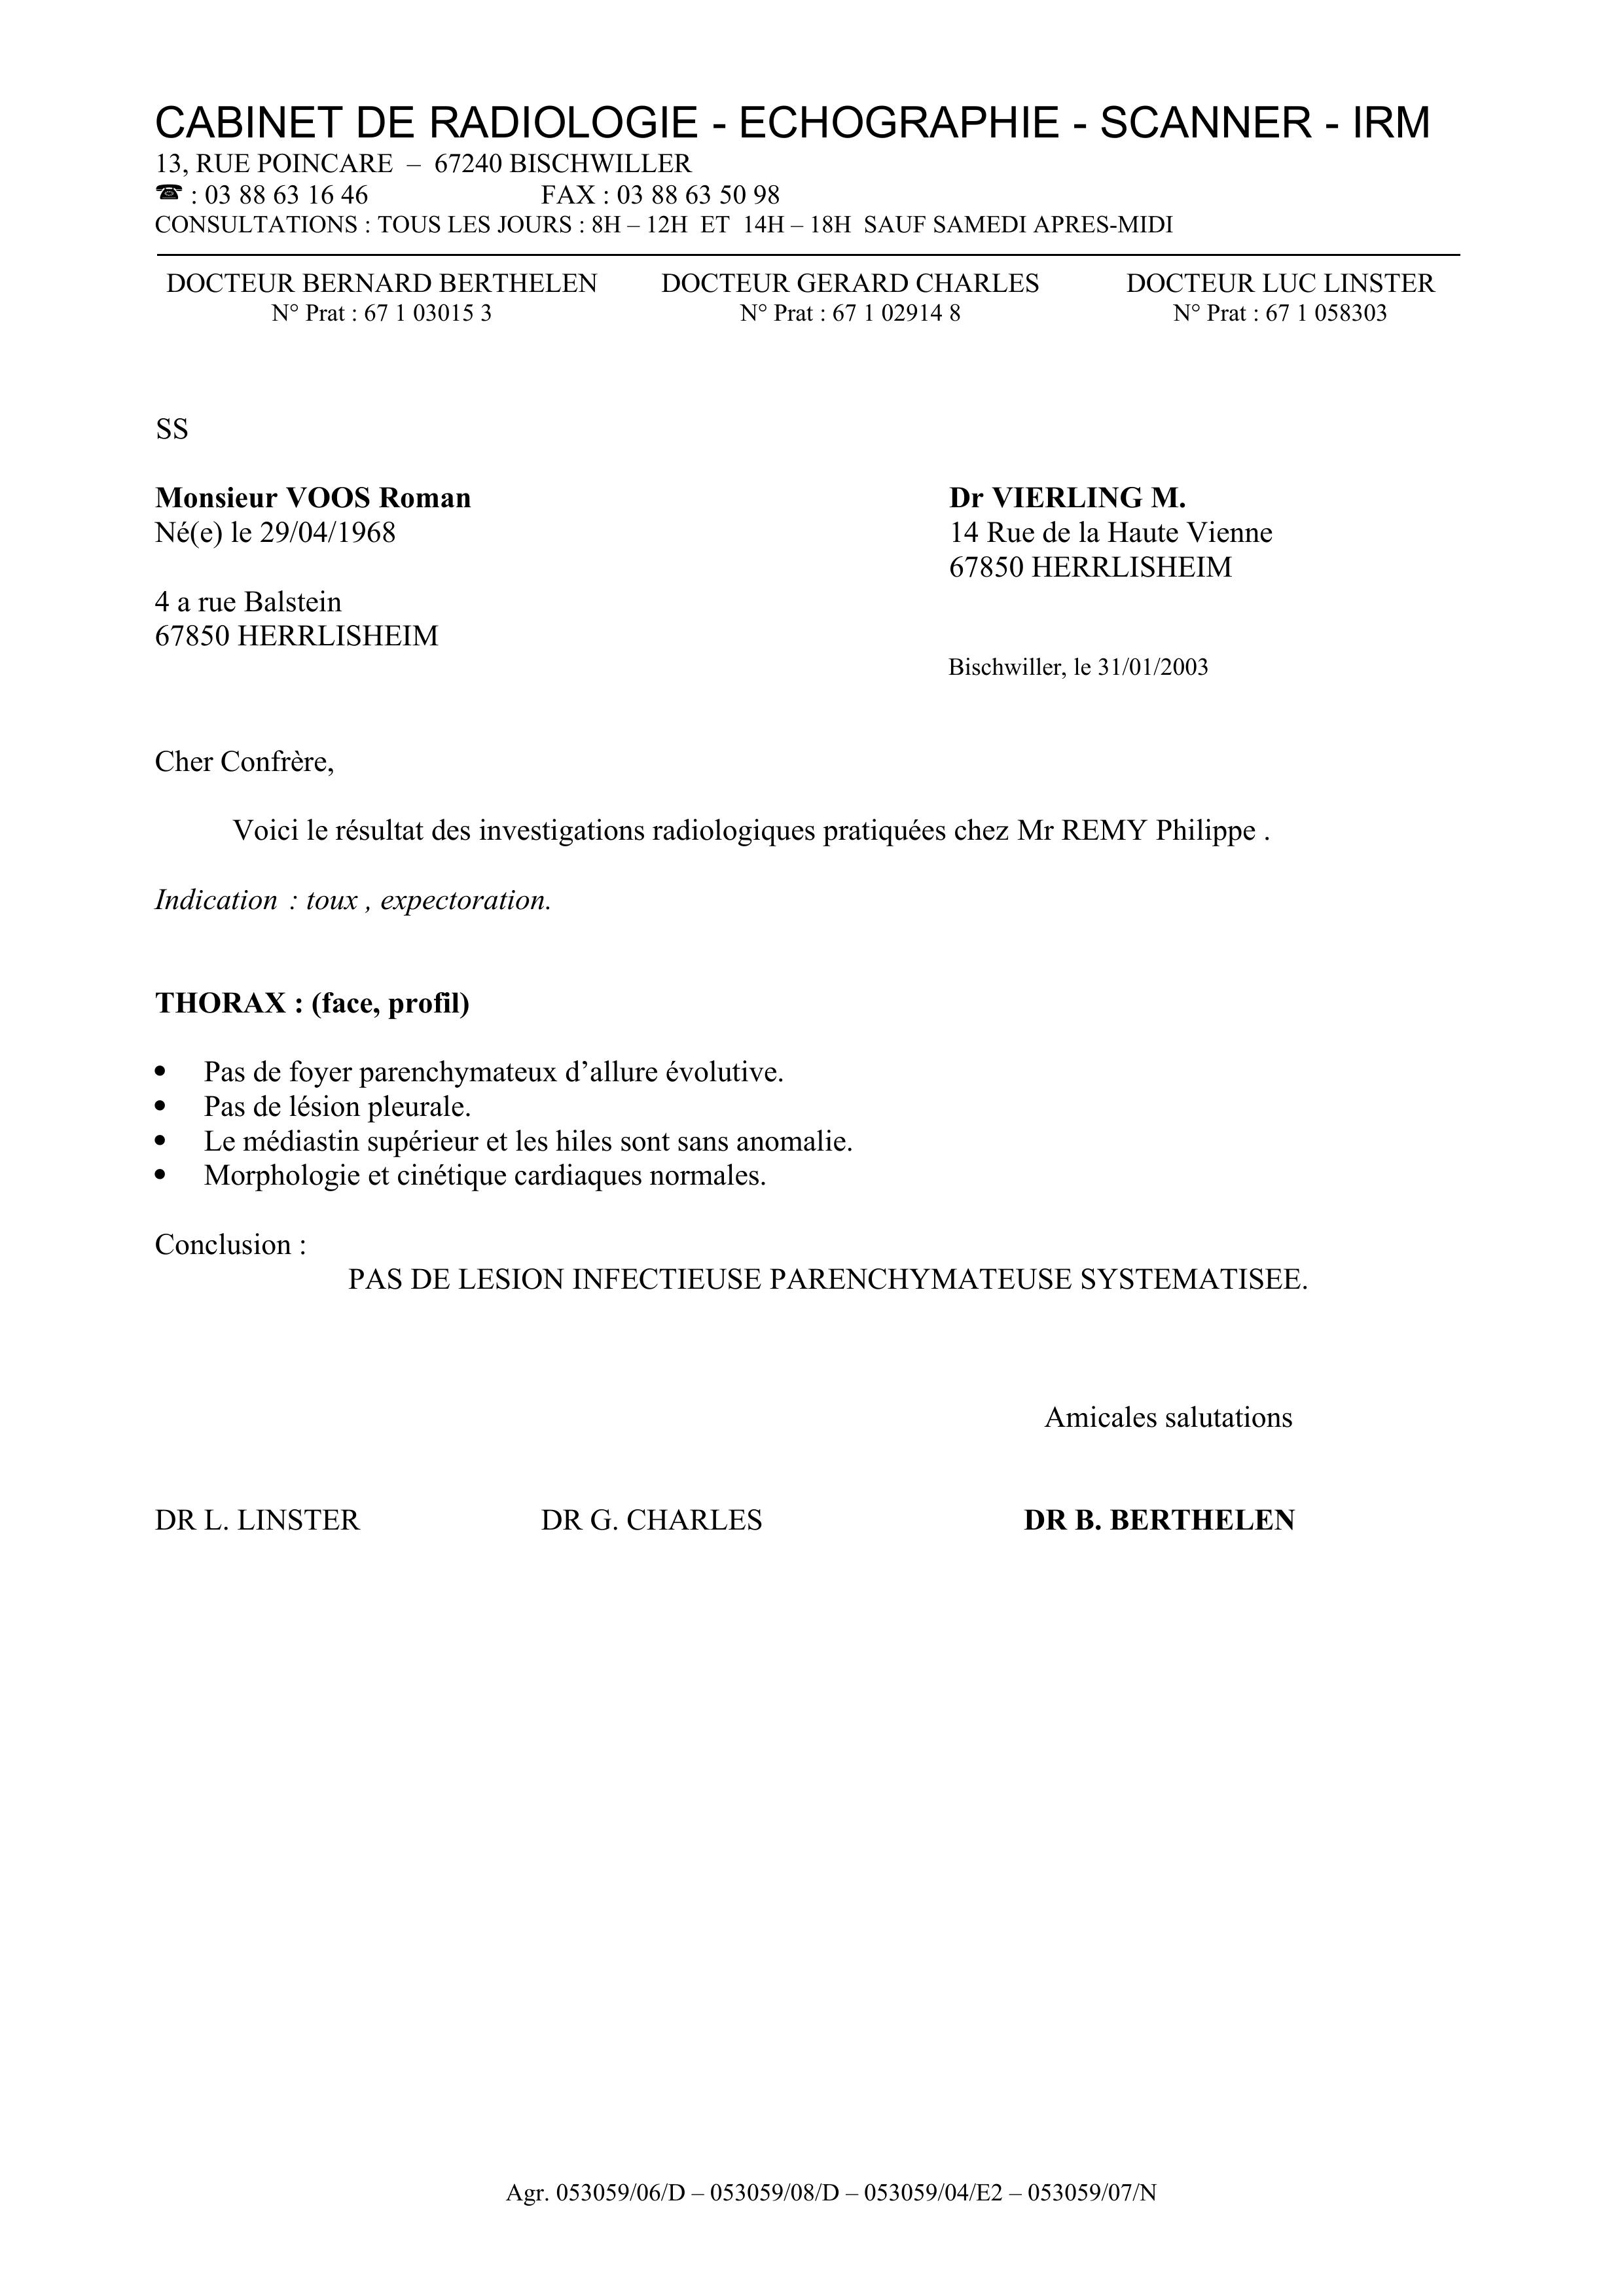 CABINET DE RADIOLOGIE - ECHOGRAPHIE - SCANNER - IRM
13, RUE POINCARE – 67240 BISCHWILLER
☎ : 03 88 63 16 46 FAX : 03 88 63 50 98
CONSULTATIONS : TOUS LES JOURS : 8H – 12H ET 14H – 18H SAUF SAMEDI APRES-MIDI
DOCTEUR BERNARD BERTHELEN DOCTEUR GERARD CHARLES DOCTEUR LUC LINSTER
N° Prat : 67 1 03015 3 N° Prat : 67 1 02914 8 N° Prat : 67 1 058303
SS
Monsieur VOOS Roman
Né(e) le 29/04/1968
4 a rue Balstein
67850 HERRLISHEIM
Dr VIERLING M.
14 Rue de la Haute Vienne
67850 HERRLISHEIM
Bischwiller, le 31/01/2003
Cher Confrère,
Voici le résultat des investigations radiologiques pratiquées chez Mr REMY Philippe .
Indication : toux , expectoration.
THORAX : (face, profil)
• Pas de foyer parenchymateux d’allure évolutive.
• Pas de lésion pleurale.
• Le médiastin supérieur et les hiles sont sans anomalie.
• Morphologie et cinétique cardiaques normales.
Conclusion :
PAS DE LESION INFECTIEUSE PARENCHYMATEUSE SYSTEMATISEE.
Amicales salutations
DR L. LINSTER DR G. CHARLES DR B. BERTHELEN
Agr. 053059/06/D – 053059/08/D – 053059/04/E2 – 053059/07/N